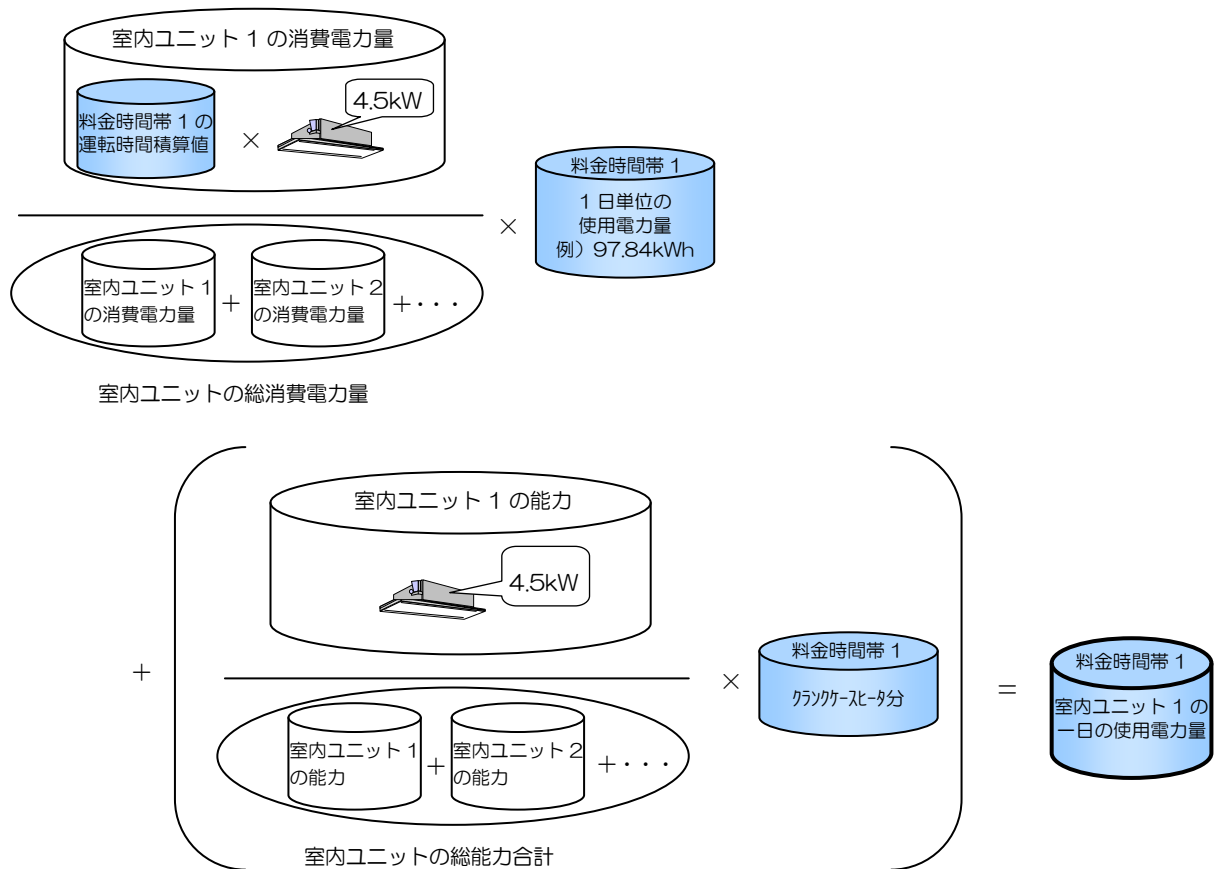 室内ユニット 1 の消費電力量
料金時間帯 1 の
運転時間積算値
×
4.5kW
×
料金時間帯 1
1 日単位の
使用電力量
例）97.84kWh
室内ユニット 1
の消費電力量
＋
室内ユニット 2
の消費電力量
＋・・・
室内ユニットの総消費電力量
＋
室内ユニット 1 の能力
4.5kW
×
料金時間帯 1
ｸﾗﾝｸｹｰｽﾋｰﾀ分
室内ユニット 1
の能力
＋
室内ユニット 2
の能力
＋・・・
室内ユニットの総能力合計
＝
料金時間帯 1
室内ユニット 1 の
一日の使用電力量